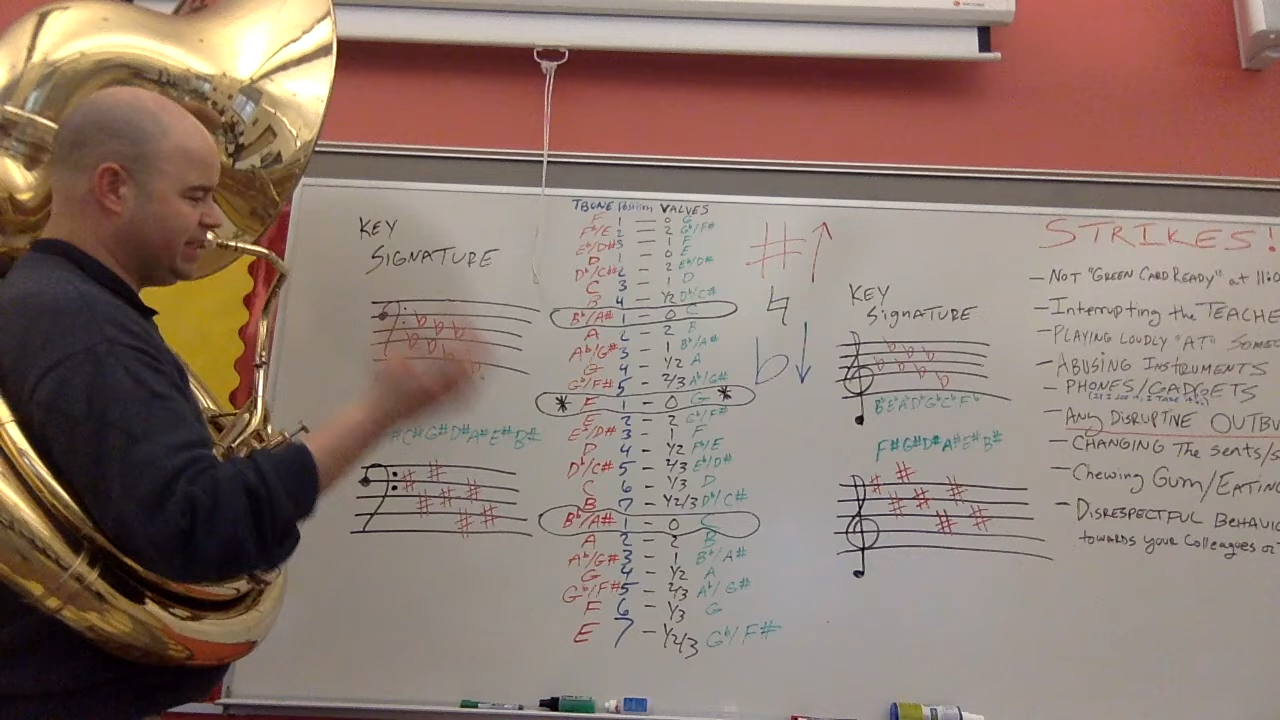 KEY
SIGNATURE
#C#G#D#A#E#B#
TBONE Position VALVES
F 1 – 0 G
F♭/E 2 – 2 G♭/F#
E♭/D# 3 – 1 F
D 1 – 0 E
D♭/C# 2 – 2 E♭/D#
C 3 – 1 D
B 4 – 1/2 D♭/C#
B♭/A# 1 – 0 C
A 2 – 2 B
A♭/G# 3 – 1 B♭/A#
G 4 – 1/2 A
G♭/F# 5 – 2/3 A♭/G#
* F 1 – 0 G *
E 2 – 2 G♭/F#
E♭/D# 3 – 1 F
D 4 – 1/2 F♭/E
D♭/C# 5 – 2/3 E♭/D#
C 6 – 1/3 D
B 7 – 1/2/3 D♭/C#
B♭/A# 1 – 0 C
A 2 – 2 B
A♭/G# 3 – 1 B♭/A#
G 4 – 1/2 A
G♭/F# 5 – 2/3 A♭/G#
F 6 – 1/3 G
E 7 – 1/2/3 G♭/F#
# ↑
♮
♭ ↓
KEY
SIGNATURE
B♭E♭A♭D♭G♭C♭F♭
F#G#D#A#E#B#
STRIKES!
– NOT "GREEN CARD READY" at 11:0
– Interrupting the TEACHE
– PLAYING LOUDLY "AT" SOME
– ABUSING INSTRUMENTS
– PHONES/GADGETS
– ANY DISRUPTIVE OUTBU
– CHANGING The seats/s
– Chewing Gum/EATIN
– DISRESPECTFUL BEHAVIO
towards your Colleagues or